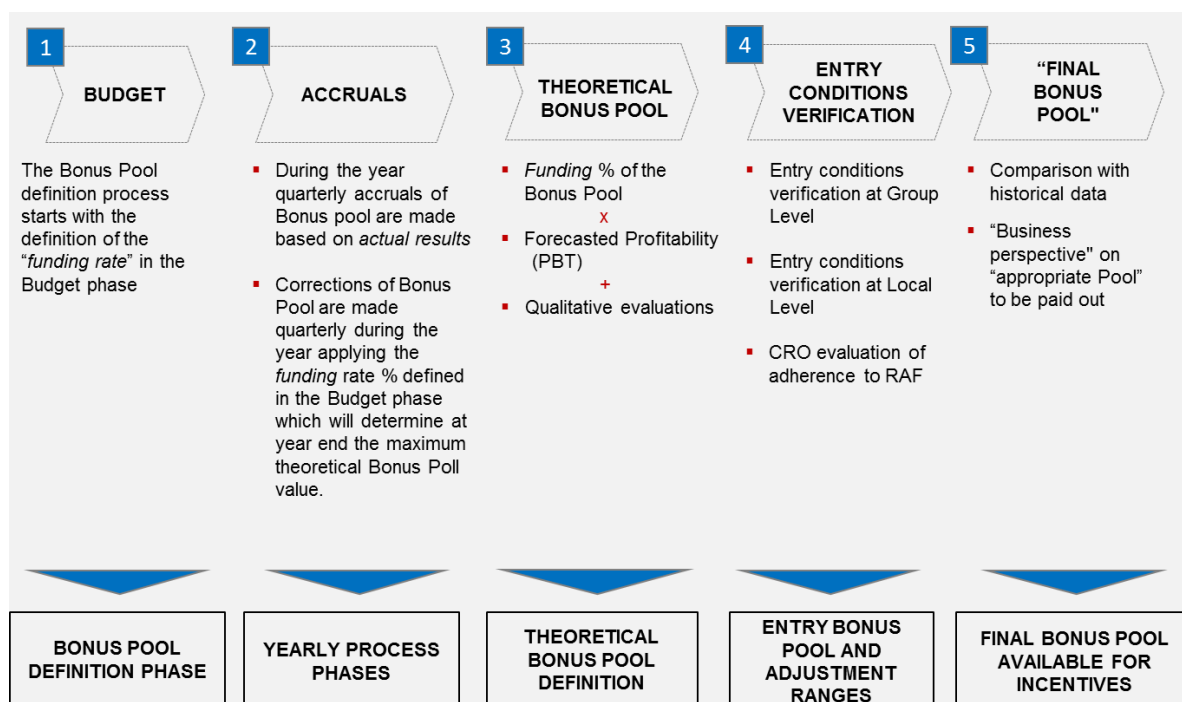 1
BUDGET
The Bonus Pool
definition process
starts with the
definition of the
“funding rate” in the
Budget phase
BONUS POOL
DEFINITION PHASE
2
ACCRUALS
▪ During the year
quarterly accruals of
Bonus pool are made
based on actual results
▪ Corrections of Bonus
Pool are made
quarterly during the
year applying the
funding rate % defined
in the Budget phase
which will determine at
year end the maximum
theoretical Bonus Poll
value.
YEARLY PROCESS
PHASES
3
THEORETICAL
BONUS POOL
▪ Funding % of the
Bonus Pool
x
▪ Forecasted Profitability
(PBT)
+
▪ Qualitative evaluations
THEORETICAL
BONUS POOL
DEFINITION
4
ENTRY
CONDITIONS
VERIFICATION
▪ Entry conditions
verification at Group
Level
▪ Entry conditions
verification at Local
Level
▪ CRO evaluation of
adherence to RAF
ENTRY BONUS
POOL AND
ADJUSTMENT
RANGES
5
“FINAL
BONUS
POOL"
▪ Comparison with
historical data
▪ “Business
perspective" on
“appropriate Pool”
to be paid out
FINAL BONUS POOL
AVAILABLE FOR
INCENTIVES